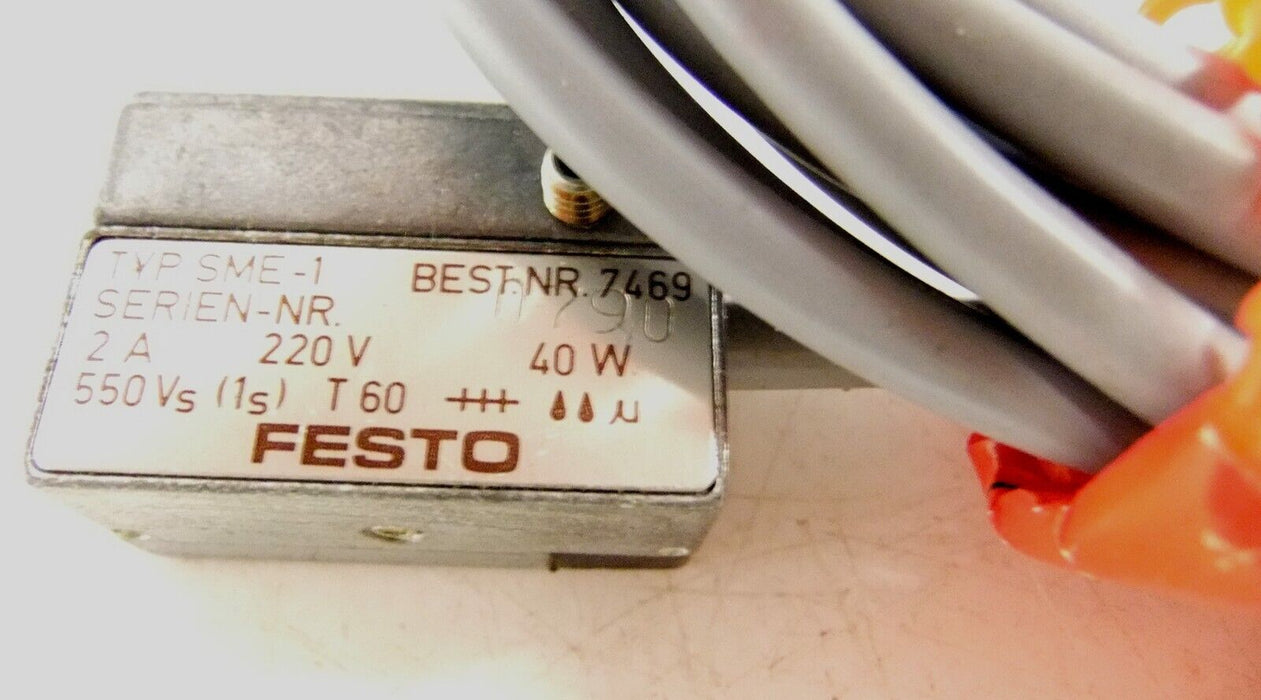 TYP SME-1 BEST-NR. 7469
SERIEN-NR.
2 A 220 V 40 W
550 Vs (1s) T 60
FESTO